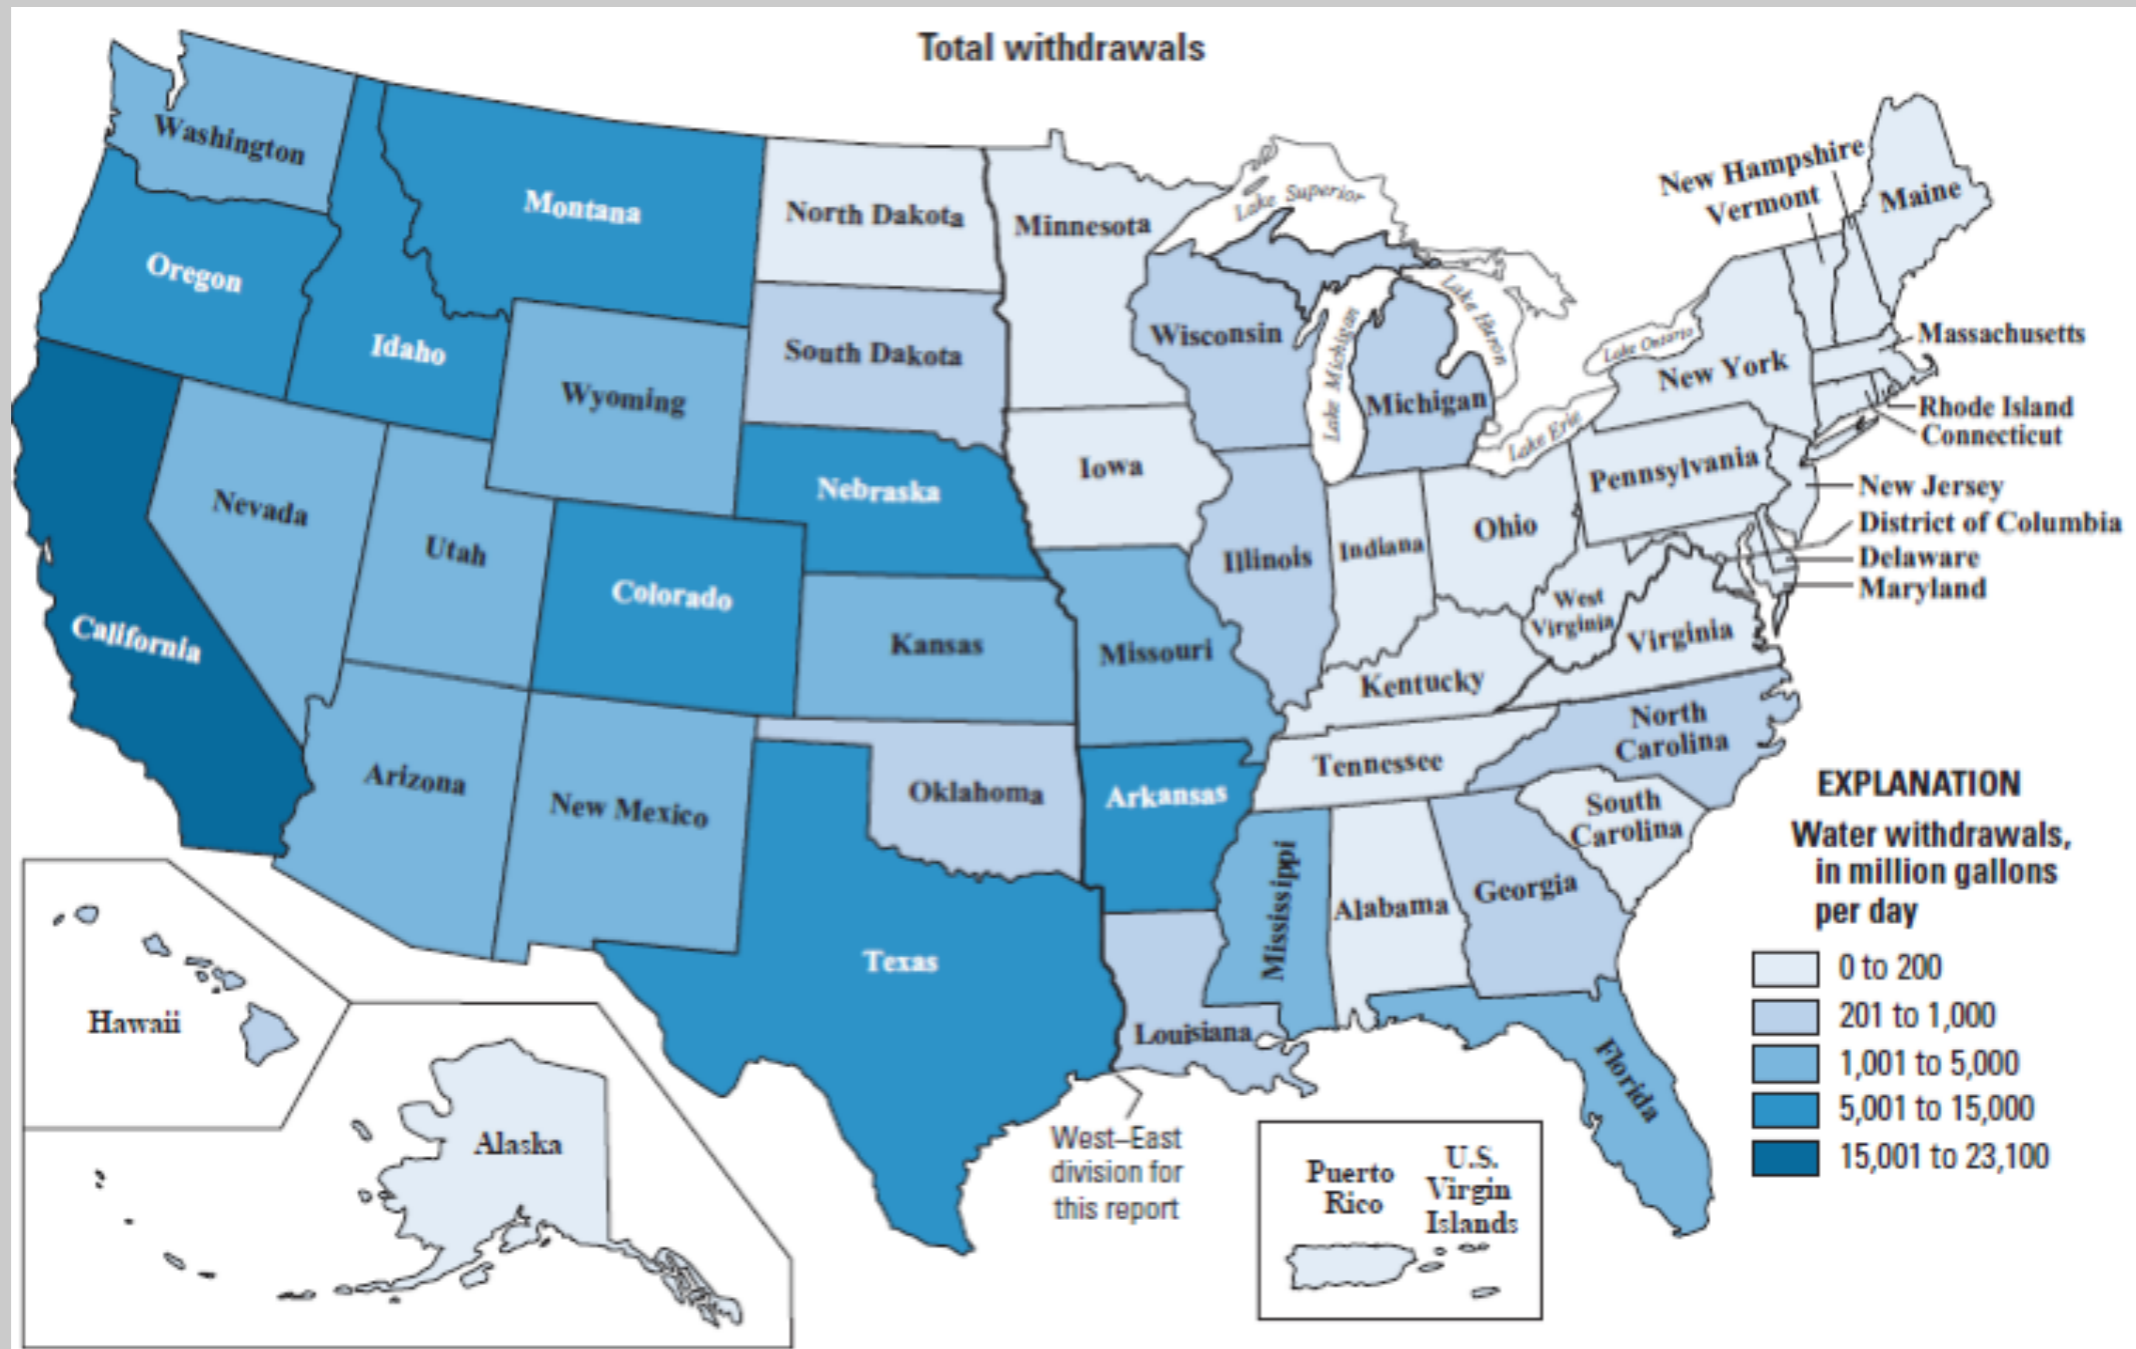 Total withdrawals
Washington
Montana
North Dakota
Minnesota
Lake Superior
New Hampshire
Vermont
Maine
Oregon
Idaho
Wyoming
South Dakota
Wisconsin
Lake Michigan
Michigan
Lake Huron
Lake Ontario
Lake Erie
New York
Massachusetts
Rhode Island
Connecticut
Nebraska
Iowa
Pennsylvania
New Jersey
District of Columbia
Delaware
Maryland
Nevada
Utah
Colorado
Kansas
Missouri
Illinois
Indiana
Ohio
West
Virginia
Virginia
Kentucky
California
Arizona
New Mexico
Oklahoma
Arkansas
Tennessee
North
Carolina
South
Carolina
Texas
Louisiana
Mississippi
Alabama
Georgia
Florida
Hawaii
Alaska
West–East
division for
this report
Puerto
Rico
U.S.
Virgin
Islands
EXPLANATION
Water withdrawals,
in million gallons
per day
0 to 200
201 to 1,000
1,001 to 5,000
5,001 to 15,000
15,001 to 23,100